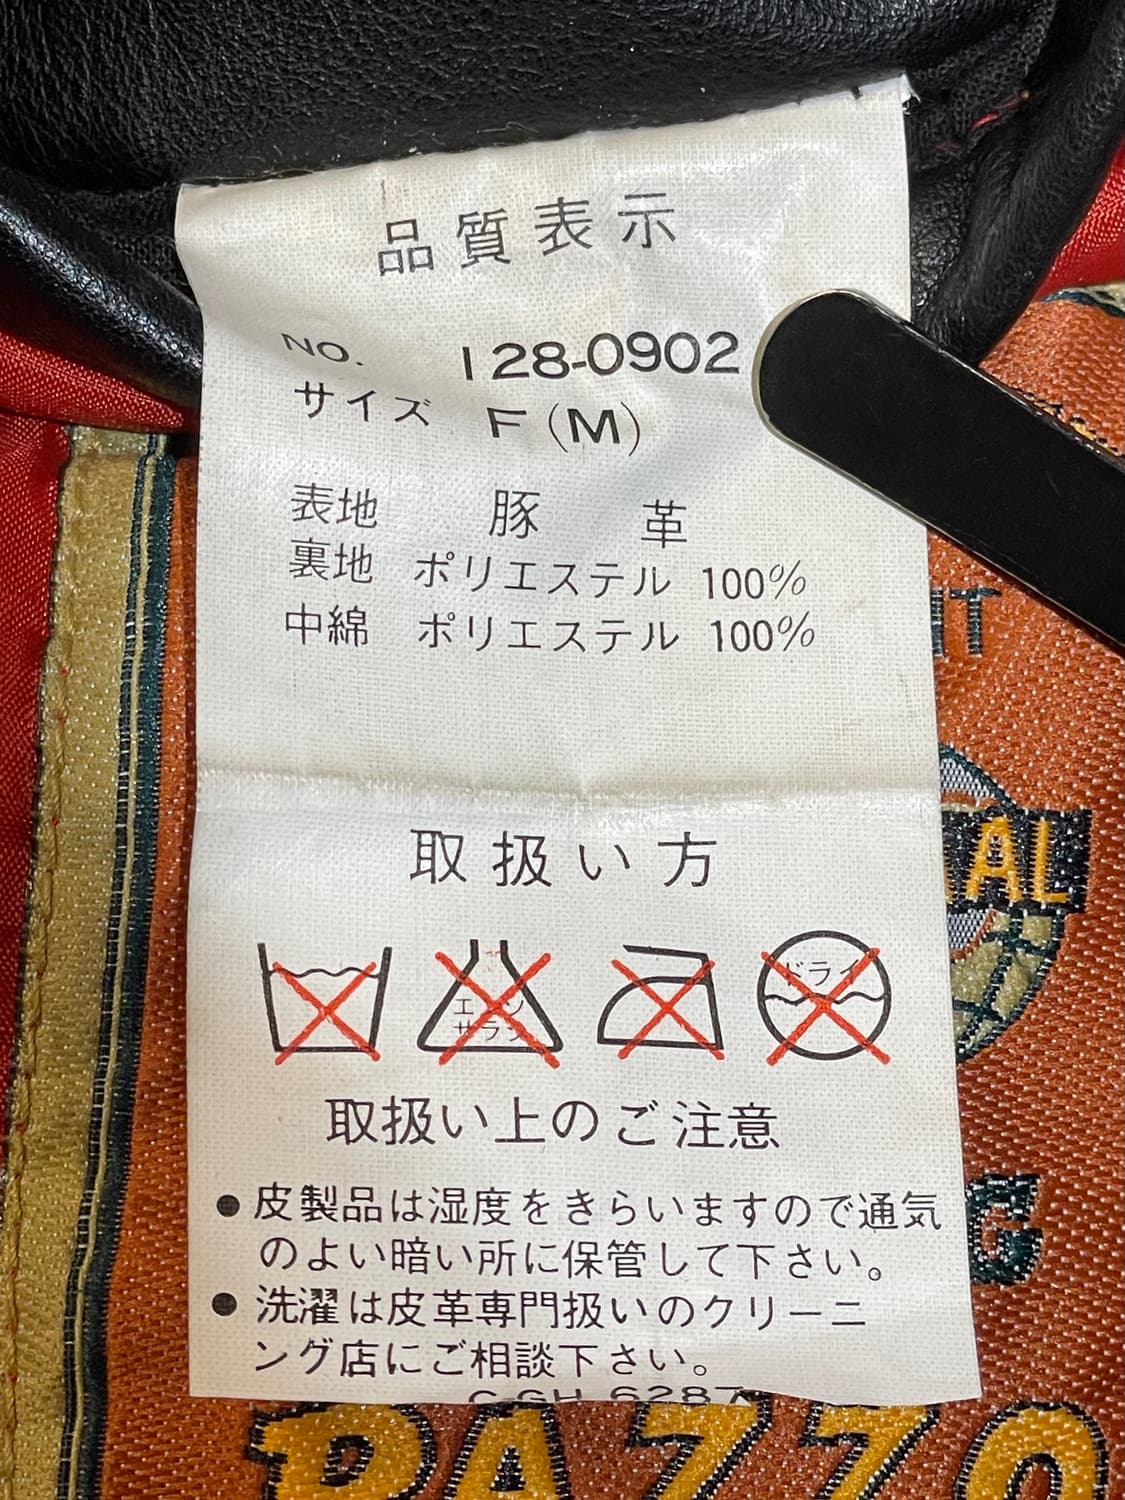 品質表示
NO. 128-0902
サイズ F(M)
表地 豚 革
裏地 ポリエステル 100%
中綿 ポリエステル 100%
取扱い方
エンソ
サラシ
ドライ
取扱い上のご注意
●皮製品は湿度をきらいますので通気
のよい暗い所に保管して下さい。
●洗濯は皮革専門扱いのクリーニ
ング店にご相談下さい。
AL
G